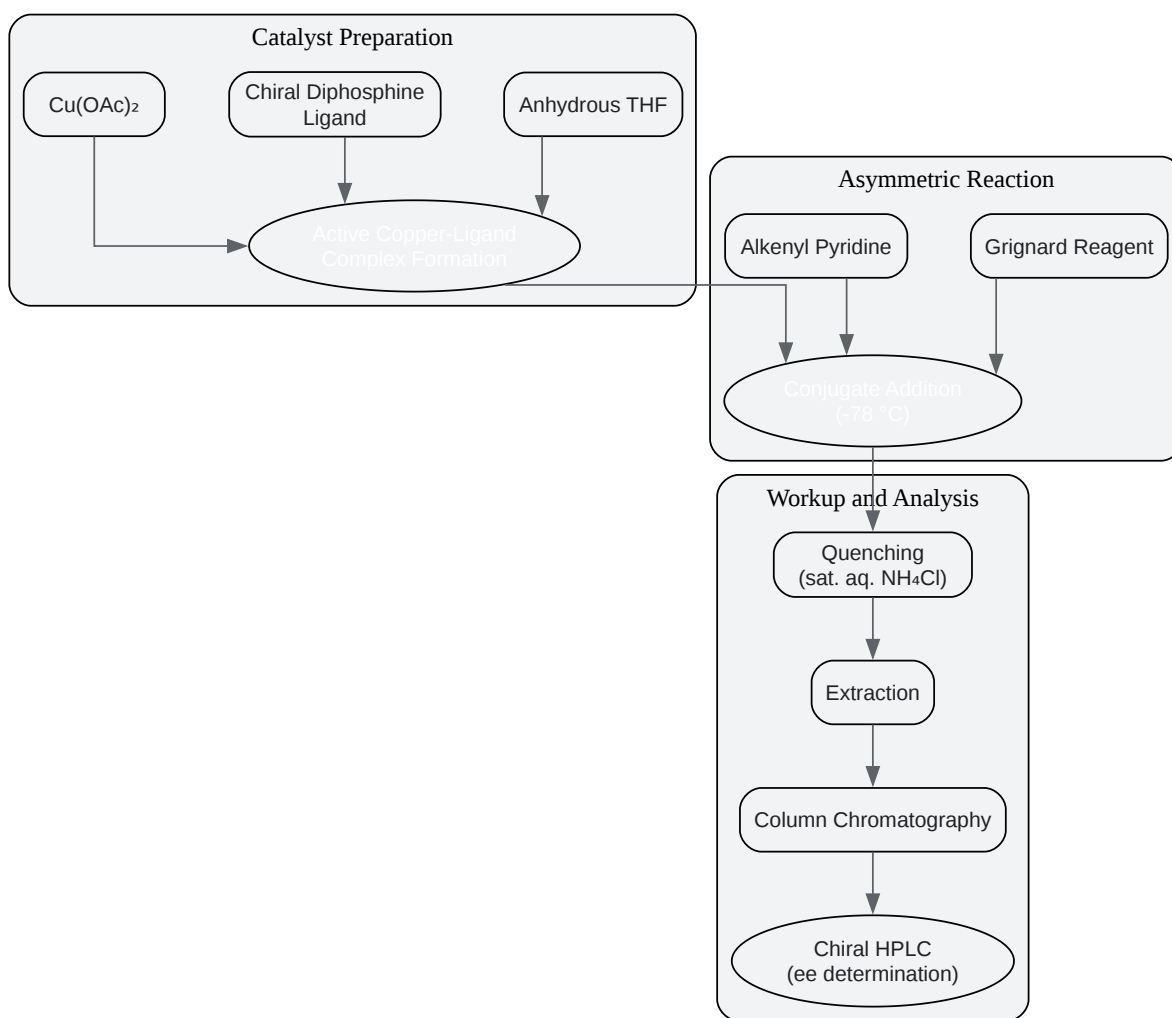 Catalyst Preparation
Cu(OAc)₂
Chiral Diphosphine
Ligand
Anhydrous THF
Active Copper-Ligand
Complex Formation
Asymmetric Reaction
Alkenyl Pyridine
Grignard Reagent
Conjugate Addition
(-78 °C)
Workup and Analysis
Quenching
(sat. aq. NH₄Cl)
Extraction
Column Chromatography
Chiral HPLC
(ee determination)